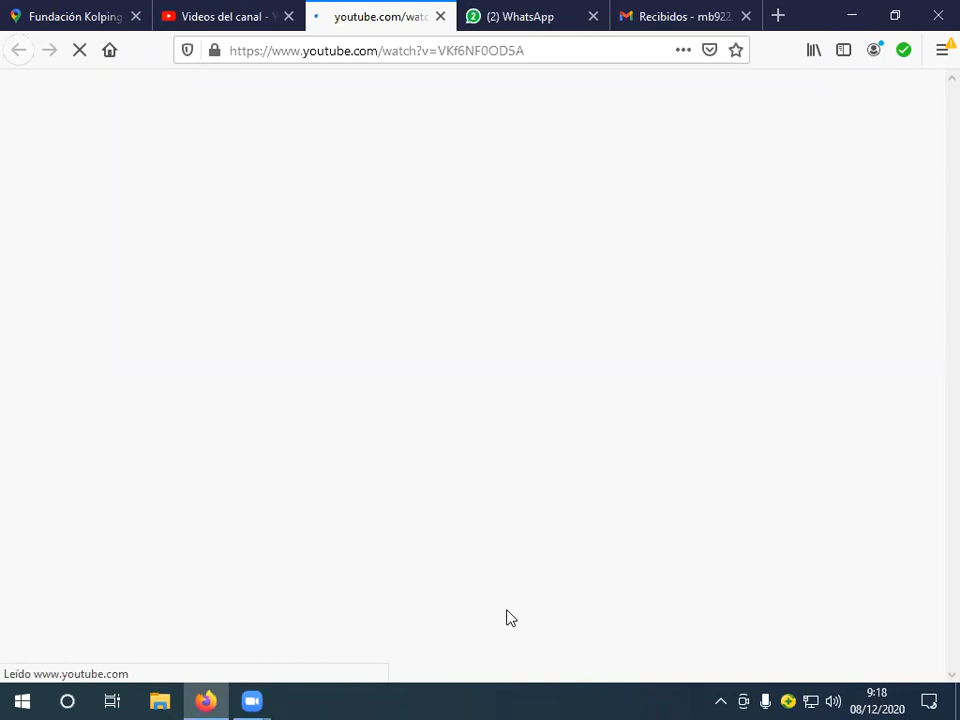 Fundación Kolping
Videos del canal - Y
youtube.com/watc
(2) WhatsApp
Recibidos - mb922
https://www.youtube.com/watch?v=VKf6NF0OD5A
Leído www.youtube.com
9:18
08/12/2020